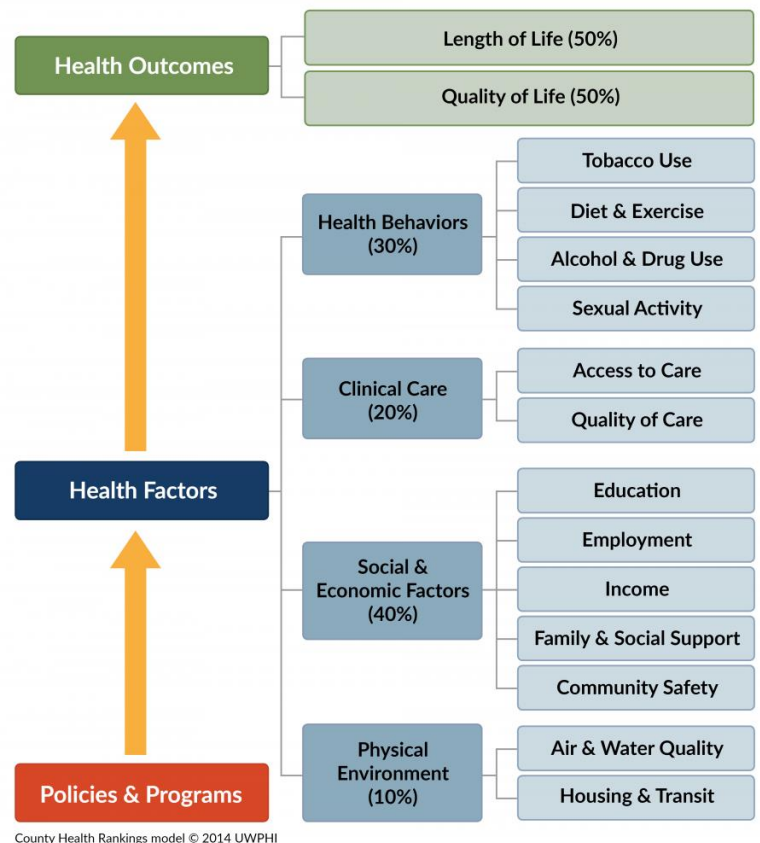 Health Outcomes
Length of Life (50%)
Quality of Life (50%)
Health Behaviors
(30%)
Tobacco Use
Diet & Exercise
Alcohol & Drug Use
Sexual Activity
Clinical Care
(20%)
Access to Care
Quality of Care
Health Factors
Social &
Economic Factors
(40%)
Education
Employment
Income
Family & Social Support
Community Safety
Physical
Environment
(10%)
Air & Water Quality
Housing & Transit
Policies & Programs
County Health Rankings model © 2014 UWPHI